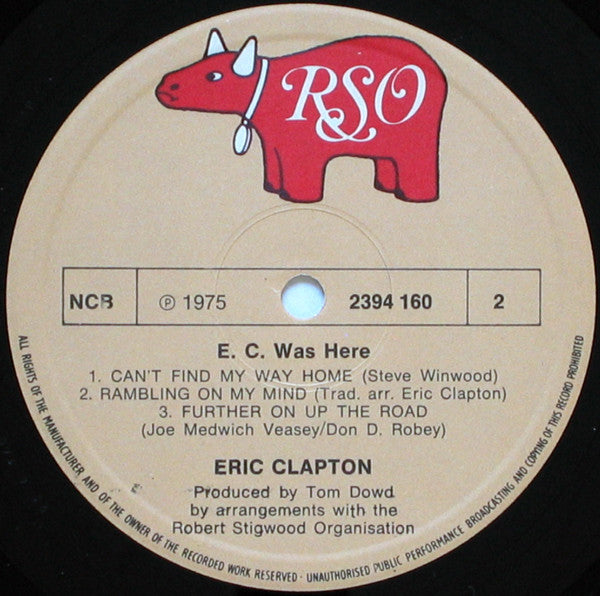 RSO
NCB ℗ 1975 2394 160 2
E. C. Was Here
1. CAN'T FIND MY WAY HOME (Steve Winwood)
2. RAMBLING ON MY MIND (Trad. arr. Eric Clapton)
3. FURTHER ON UP THE ROAD
(Joe Medwich Veasey/Don D. Robey)
ERIC CLAPTON
Produced by Tom Dowd
by arrangements with the
Robert Stigwood Organisation
ALL RIGHTS OF THE MANUFACTURER AND OF THE OWNER OF THE RECORDED WORK RESERVED · UNAUTHORISED PUBLIC PERFORMANCE BROADCASTING AND COPYING OF THIS RECORD PROHIBITED